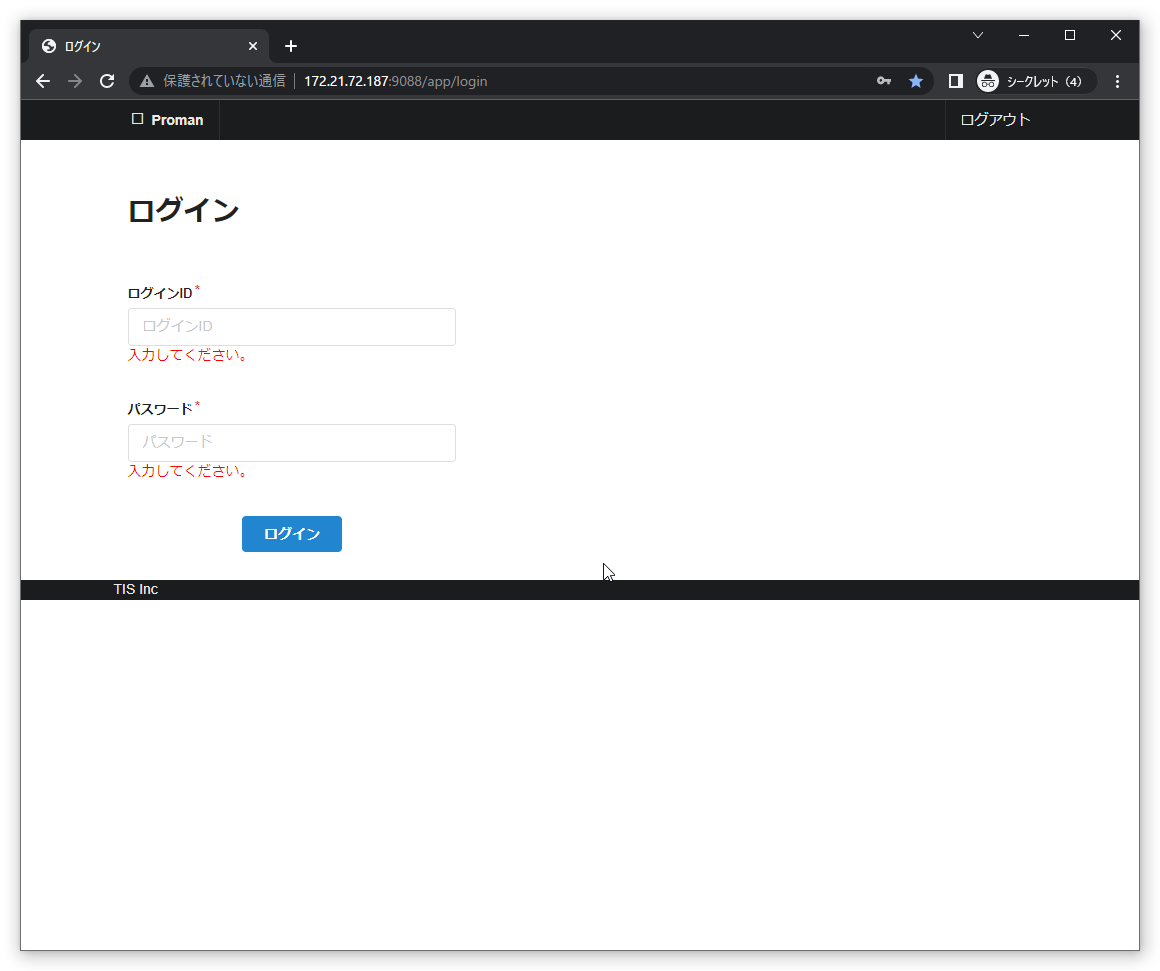 ログイン
保護されていない通信 172.21.72.187:9088/app/login シークレット (4)
Proman ログアウト
ログイン
ログインID*
ログインID
入力してください。
パスワード*
パスワード
入力してください。
ログイン
TIS Inc